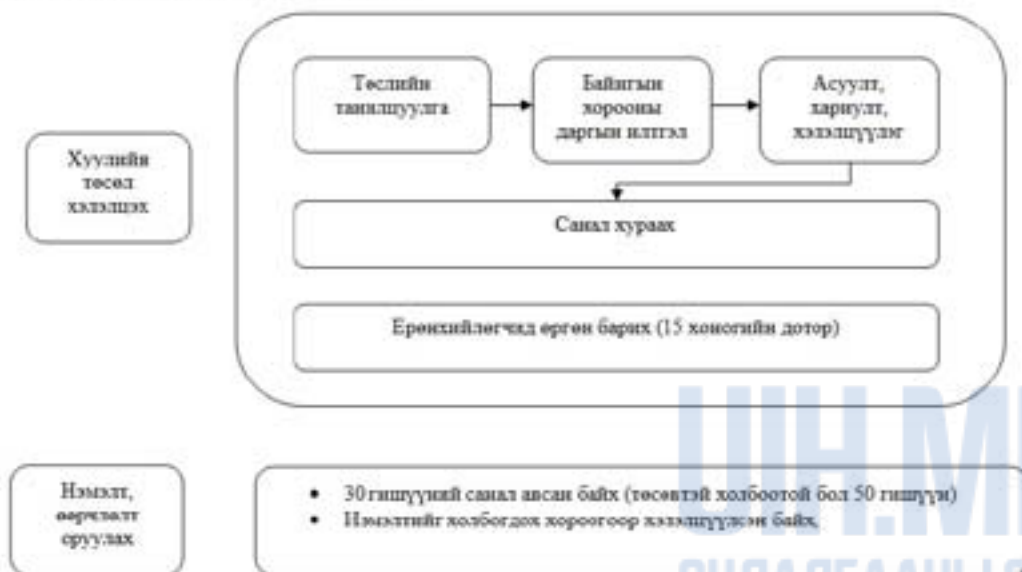 Төслийн
танилцуулга
Байнгын
хорооны
даргын илтгэл
Асуулт,
хариулт,
хэлэлцүүлэг
Хуулийн
төсөл
хэлэлцэх
Санал хураах
Ерөнхийлөгчид өргөн барих (15 хоногийн дотор)
Нэмэлт,
өөрчлөлт
оруулах
• 30 гишүүний санал авсан байх (төсөвтэй холбоотой бол 50 гишүүн)
• Нэмэлтийг холбогдох хороогоор хэлэлцүүлсэн байх,
UIH.M